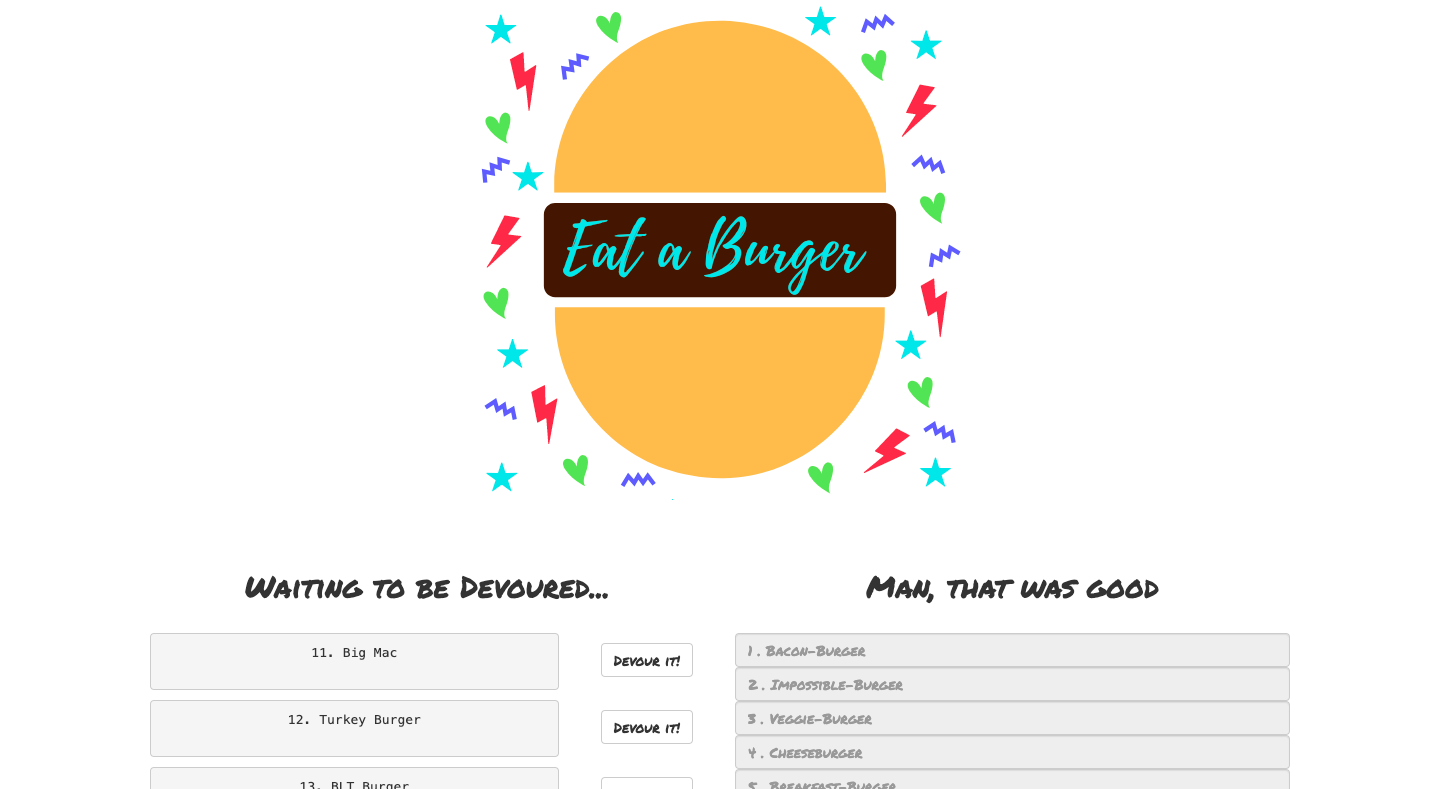 Eat a Burger
Waiting to be Devoured...
11. Big Mac
Devour it!
12. Turkey Burger
Devour it!
13. BLT Burger
Man, that was good
1 . Bacon-Burger
2 . Impossible-Burger
3 . Veggie-Burger
4 . Cheeseburger
5 . Breakfast-Burger